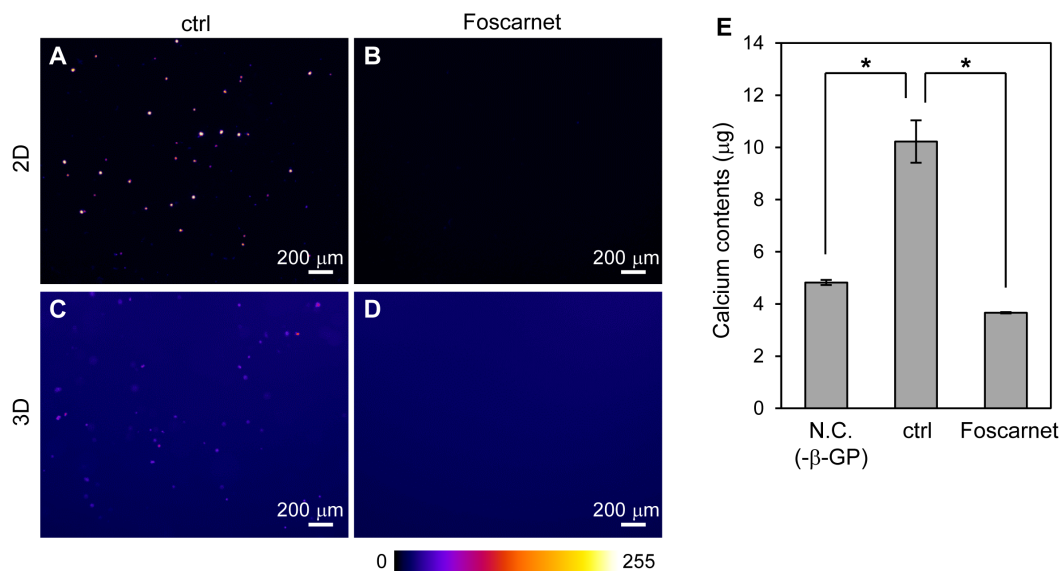 ctrl
Foscarnet
A
B
2D
200 μm
200 μm
C
D
3D
200 μm
200 μm
0
255
E
Calcium contents (μg)
14
12
10
8
6
4
2
0
*
*
N.C.
(-β-GP)
ctrl
Foscarnet